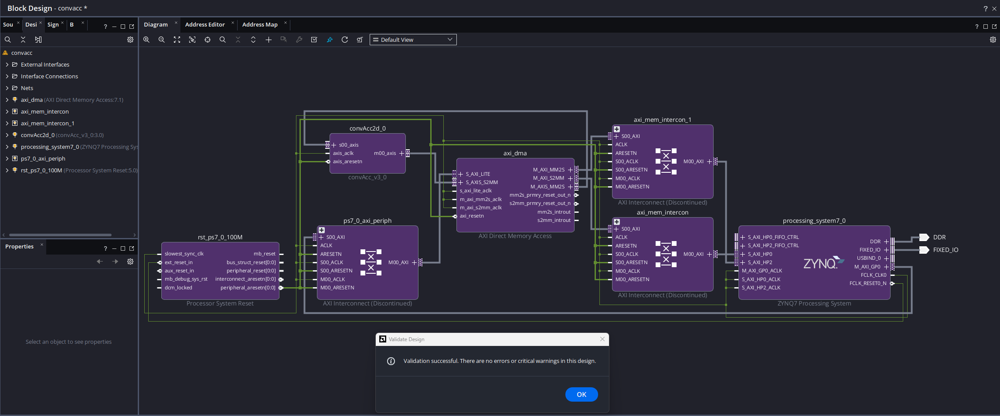 Block Design - convacc *
?
Sou
Desi
Sign
B
?
Diagram
Address Editor
Address Map
?
Default View
convacc
External Interfaces
Interface Connections
Nets
axi_dma (AXI Direct Memory Access:7.1)
axi_mem_intercon
axi_mem_intercon_1
convAcc2d_0 (convAcc_v3_0:3.0)
processing_system7_0 (ZYNQ7 Processing Sys
ps7_0_axi_periph
rst_ps7_0_100M (Processor System Reset:5.0)
Properties
?
Select an object to see properties
rst_ps7_0_100M
slowest_sync_clk
ext_reset_in
aux_reset_in
mb_debug_sys_rst
dcm_locked
mb_reset
bus_struct_reset[0:0]
peripheral_reset[0:0]
interconnect_aresetn[0:0]
peripheral_aresetn[0:0]
Processor System Reset
convAcc2d_0
s00_axis
axis_aclk
axis_aresetn
m00_axis
convAcc_v3_0
ps7_0_axi_periph
S00_AXI
ACLK
ARESETN
S00_ACLK
S00_ARESETN
M00_ACLK
M00_ARESETN
M00_AXI
AXI Interconnect (Discontinued)
axi_dma
S_AXI_LITE
S_AXIS_S2MM
s_axi_lite_aclk
m_axi_mm2s_aclk
m_axi_s2mm_aclk
axi_resetn
M_AXI_MM2S
M_AXI_S2MM
M_AXIS_MM2S
mm2s_prmry_reset_out_n
s2mm_prmry_reset_out_n
mm2s_introut
s2mm_introut
AXI Direct Memory Access
axi_mem_intercon_1
S00_AXI
ACLK
ARESETN
S00_ACLK
S00_ARESETN
M00_ACLK
M00_ARESETN
M00_AXI
AXI Interconnect (Discontinued)
axi_mem_intercon
S00_AXI
ACLK
ARESETN
S00_ACLK
S00_ARESETN
M00_ACLK
M00_ARESETN
M00_AXI
AXI Interconnect (Discontinued)
processing_system7_0
S_AXI_HP0_FIFO_CTRL
S_AXI_HP2_FIFO_CTRL
S_AXI_HP0
S_AXI_HP2
M_AXI_GP0_ACLK
S_AXI_HP0_ACLK
S_AXI_HP2_ACLK
ZYNQ
DDR
FIXED_IO
USBIND_0
M_AXI_GP0
FCLK_CLK0
FCLK_RESET0_N
ZYNQ7 Processing System
DDR
FIXED_IO
Validate Design
Validation successful. There are no errors or critical warnings in this design.
OK